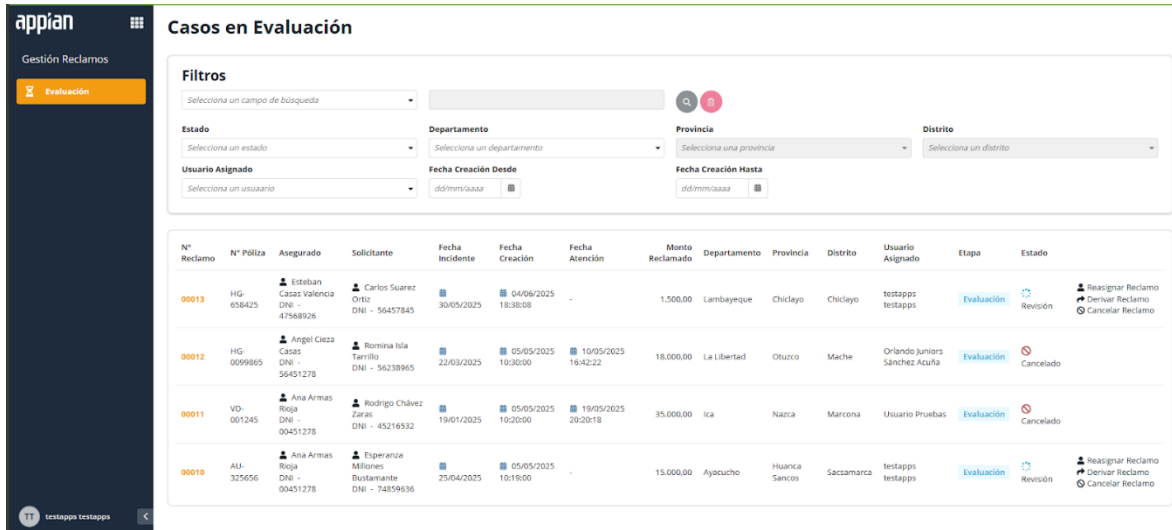 appian
Gestión Reclamos
Evaluación
Casos en Evaluación
Filtros
Selecciona un campo de búsqueda
Estado
Departamento
Provincia
Distrito
Selecciona un estado
Selecciona un departamento
Selecciona una provincia
Selecciona un distrito
Usuario Asignado
Fecha Creación Desde
Fecha Creación Hasta
Selecciona un usuaario
dd/mm/aaaa
dd/mm/aaaa
N° Reclamo
N° Póliza
Asegurado
Solicitante
Fecha Incidente
Fecha Creación
Fecha Atención
Monto Reclamado
Departamento
Provincia
Distrito
Usuario Asignado
Etapa
Estado
00013
HG-658425
Esteban Casas Valencia
DNI - 47568926
Carlos Suarez Ortiz
DNI - 56457845
30/05/2025
04/06/2025 18:38:08
-
1.500,00
Lambayeque
Chiclayo
Chiclayo
testapps testapps
Evaluación
Revisión
Reasignar Reclamo
Derivar Reclamo
Cancelar Reclamo
00012
HG-0099865
Angel Cieza Casas
DNI - 56451278
Romina Isla Tarrillo
DNI - 56238965
22/03/2025
05/05/2025 10:30:00
10/05/2025 16:42:22
18.000,00
La Libertad
Otuzco
Mache
Orlando Juniors Sánchez Acuña
Evaluación
Cancelado
00011
VD-001245
Ana Armas Rioja
DNI - 00451278
Rodrigo Chávez Zaras
DNI - 45216532
19/01/2025
05/05/2025 10:20:00
19/05/2025 20:20:18
35.000,00
Ica
Nazca
Marcona
Usuario Pruebas
Evaluación
Cancelado
00010
AU-325656
Ana Armas Rioja
DNI - 00451278
Esperanza Millones Bustamante
DNI - 74859636
25/04/2025
05/05/2025 10:19:00
-
15.000,00
Ayacucho
Huanca Sancos
Sacsamarca
testapps testapps
Evaluación
Revisión
Reasignar Reclamo
Derivar Reclamo
Cancelar Reclamo
TT
testapps testapps